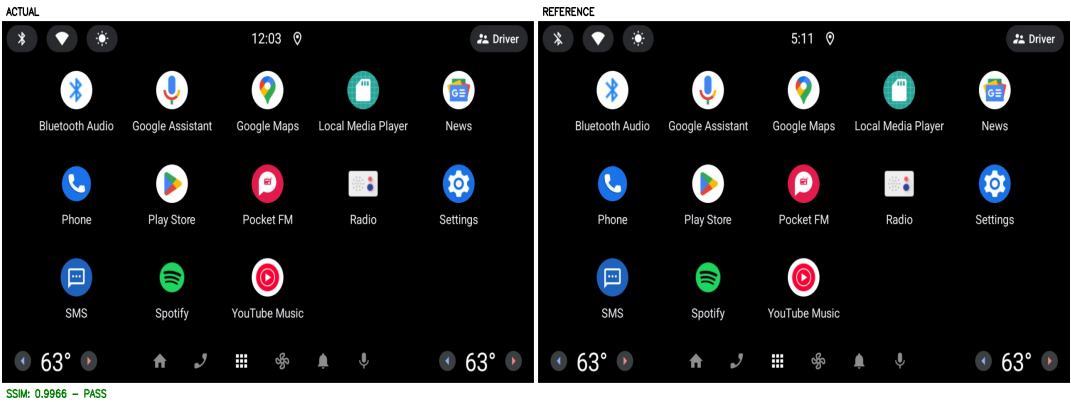 ACTUAL
REFERENCE
12:03
Driver
5:11
Driver
Bluetooth Audio
Google Assistant
Google Maps
Local Media Player
News
Bluetooth Audio
Google Assistant
Google Maps
Local Media Player
News
Phone
Play Store
Pocket FM
Radio
Settings
Phone
Play Store
Pocket FM
Radio
Settings
SMS
Spotify
YouTube Music
SMS
Spotify
YouTube Music
63°
63°
63°
63°
SSIM: 0.9966 - PASS